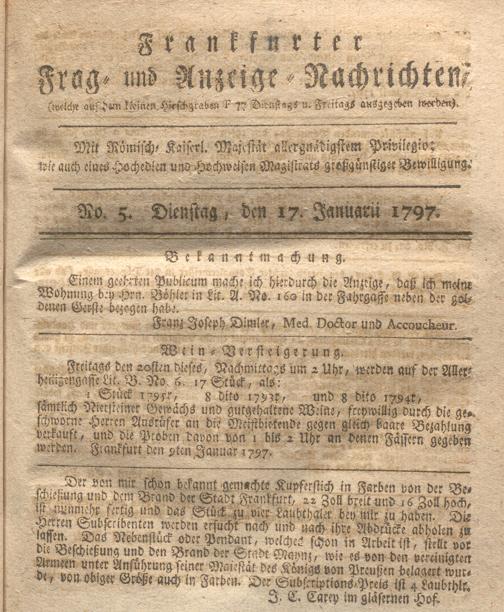 Frankfurter
Frag- und Anzeige-Nachrichten,
(welche auf dem kleinen Hirschgraben F 77 Dienstags u. Freitags ausgegeben werden).
Mit Römisch-Kaiserl. Majestät allergnädigstem Privilegio;
wie auch eines Hochedlen und Hochweisen Magistrats großgünstiger Bewilligung.
No. 5. Dienstag, den 17. Januarii 1797.
Bekanntmachung.
Einem geehrten Publicum mache ich hierdurch die Anzeige, daß ich meine
Wohnung bey Hrn. Böhler in Lit. A. No. 160 in der Fahrgasse neben der gol-
denen Gerste bezogen habe.
Franz Joseph Dimler, Med. Doctor und Accoucheur.
Wein-Versteigerung.
Freitags den 20sten dieses, Nachmittags um 2 Uhr, werden auf der Aller-
heiligengasse Lit. B. No. 6. 17 Stück, als:
1 Stück 1795r, 8 dito 1793r, und 8 dito 1794r,
sämtlich Niersteiner Gewächs und gutgehaltene Weine, freywillig durch die ge-
schworne Herren Ausrüfer an die Meistbietende gegen gleich baare Bezahlung
verkauft, und die Proben davon von 1 bis 2 Uhr an denen Fässern gegeben
werden. Frankfurt den 9ten Januar 1797.
Der von mir schon bekannt gemachte Kupferstich in Farben von der Be-
schießung und dem Brand der Stadt Frankfurt, 22 Zoll breit und 16 Zoll hoch,
ist nunmehr fertig und das Stück zu vier Laubthaler bey mir zu haben. Die
Herren Subscribenten werden ersucht nach und nach ihre Abdrücke abholen zu
lassen. Das Nebenstück oder Pendant, welches schon in Arbeit ist, stellt vor
die Beschießung und den Brand der Stadt Maynz, wie es von den vereinigten
Armeen unter Anführung seiner Majestät des Königs von Preußen belagert wur-
de, von obiger Größe auch in Farben. Der Subscriptions-Preis ist 4 Laubthlr.
J. C. Carey im gläsernen Hof.